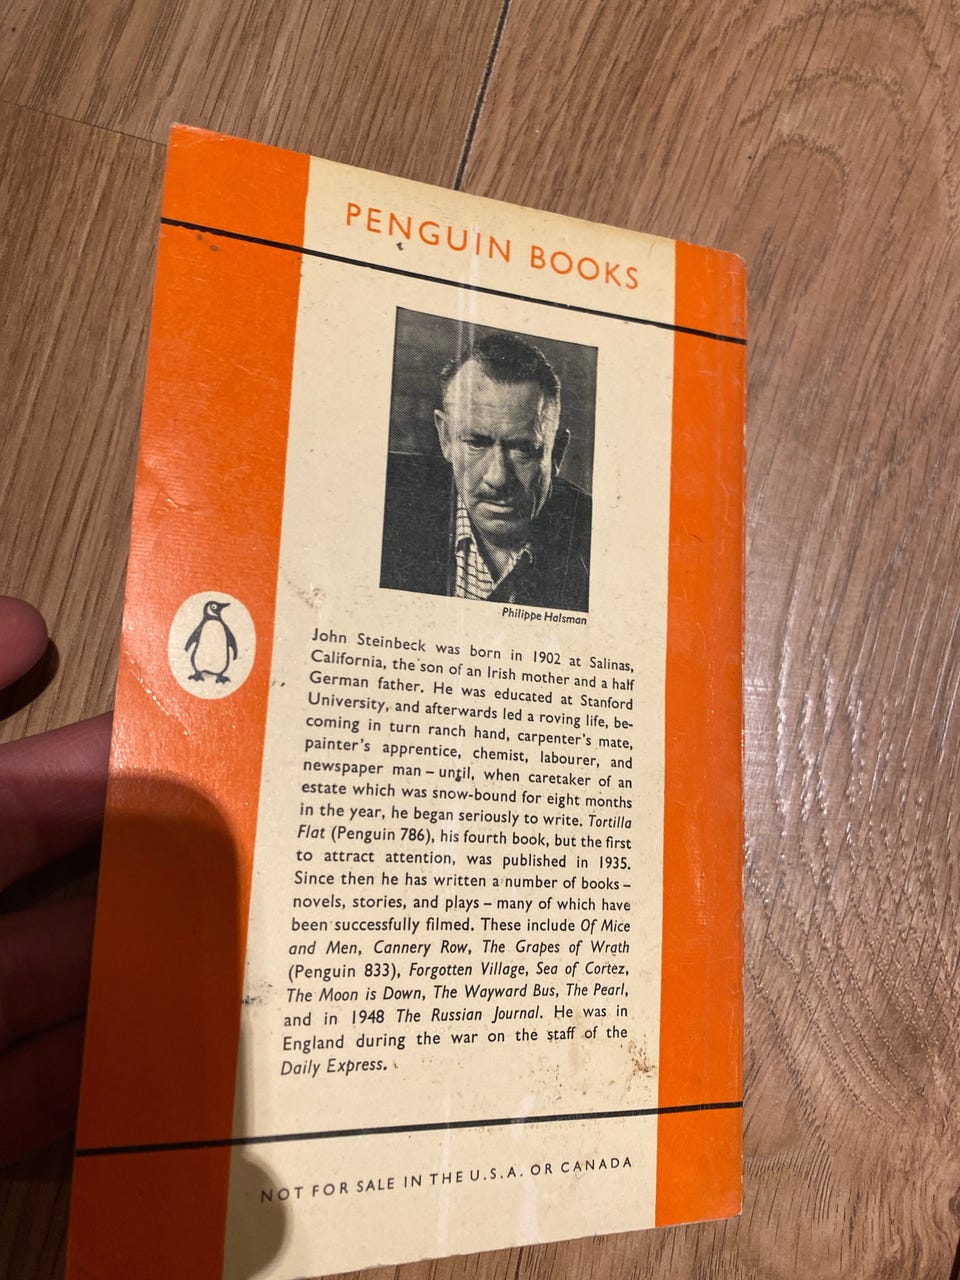 PENGUIN BOOKS
Philippe Halsman
John Steinbeck was born in 1902 at Salinas,
California, the son of an Irish mother and a half
German father. He was educated at Stanford
University, and afterwards led a roving life, be-
coming in turn ranch hand, carpenter's mate,
painter's apprentice, chemist, labourer, and
newspaper man – until, when caretaker of an
estate which was snow-bound for eight months
in the year, he began seriously to write. Tortilla
Flat (Penguin 786), his fourth book, but the first
to attract attention, was published in 1935.
Since then he has written a number of books –
novels, stories, and plays – many of which have
been successfully filmed. These include Of Mice
and Men, Cannery Row, The Grapes of Wrath
(Penguin 833), Forgotten Village, Sea of Cortez,
The Moon is Down, The Wayward Bus, The Pearl,
and in 1948 The Russian Journal. He was in
England during the war on the staff of the
Daily Express.
NOT FOR SALE IN THE U.S.A. OR CANADA